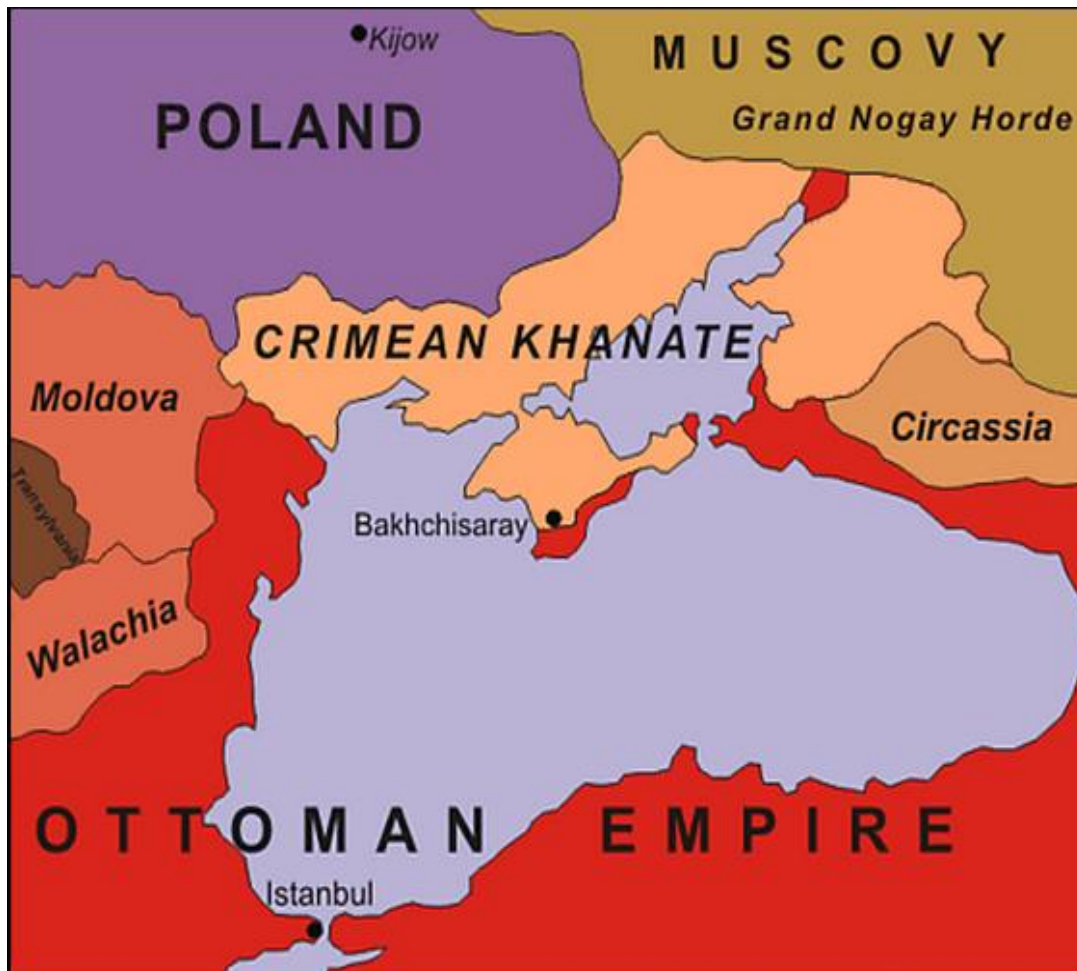 Kijow
MUSCOVY
POLAND
Grand Nogay Horde
CRIMEAN KHANATE
Moldova
Circassia
Transylvania
Bakhchisaray
Walachia
OTTOMAN EMPIRE
Istanbul